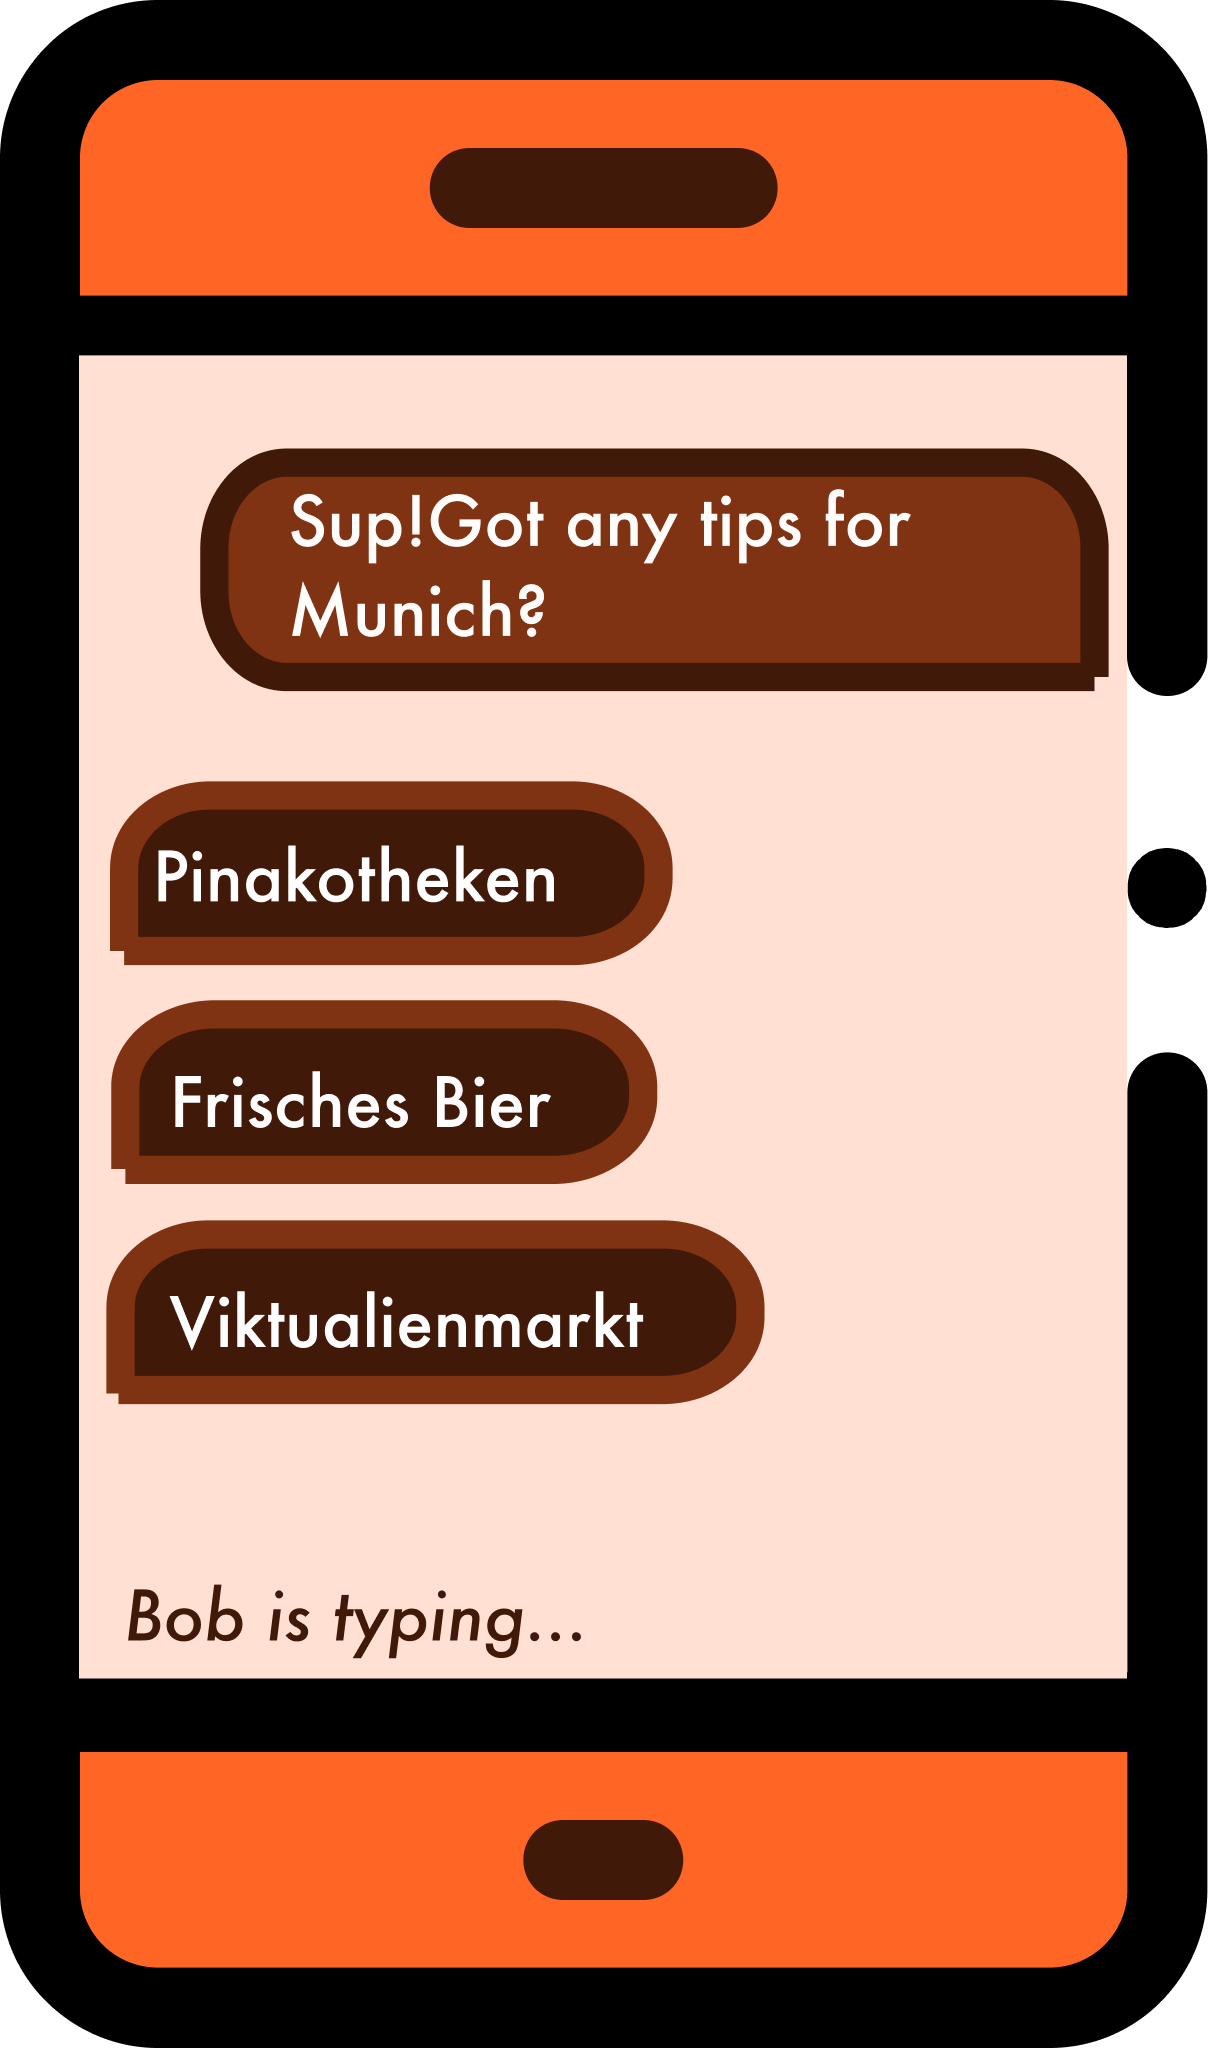 Sup!Got any tips for
Munich?
Pinakotheken
Frisches Bier
Viktualienmarkt
Bob is typing...